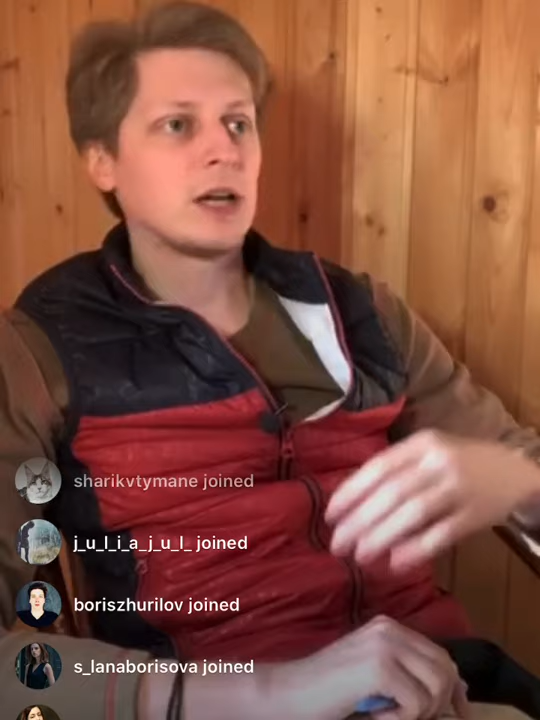 sharikvtymane joined
j_u_l_i_a_j_u_l_ joined
boriszhurilov joined
s_lanaborisova joined